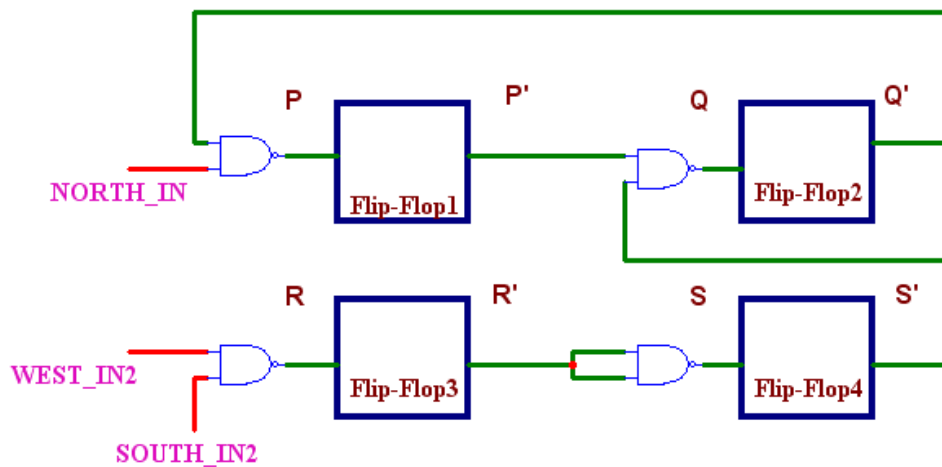 P
P'
Q
Q'
NORTH_IN
Flip-Flop1
Flip-Flop2
R
R'
S
S'
WEST_IN2
Flip-Flop3
Flip-Flop4
SOUTH_IN2